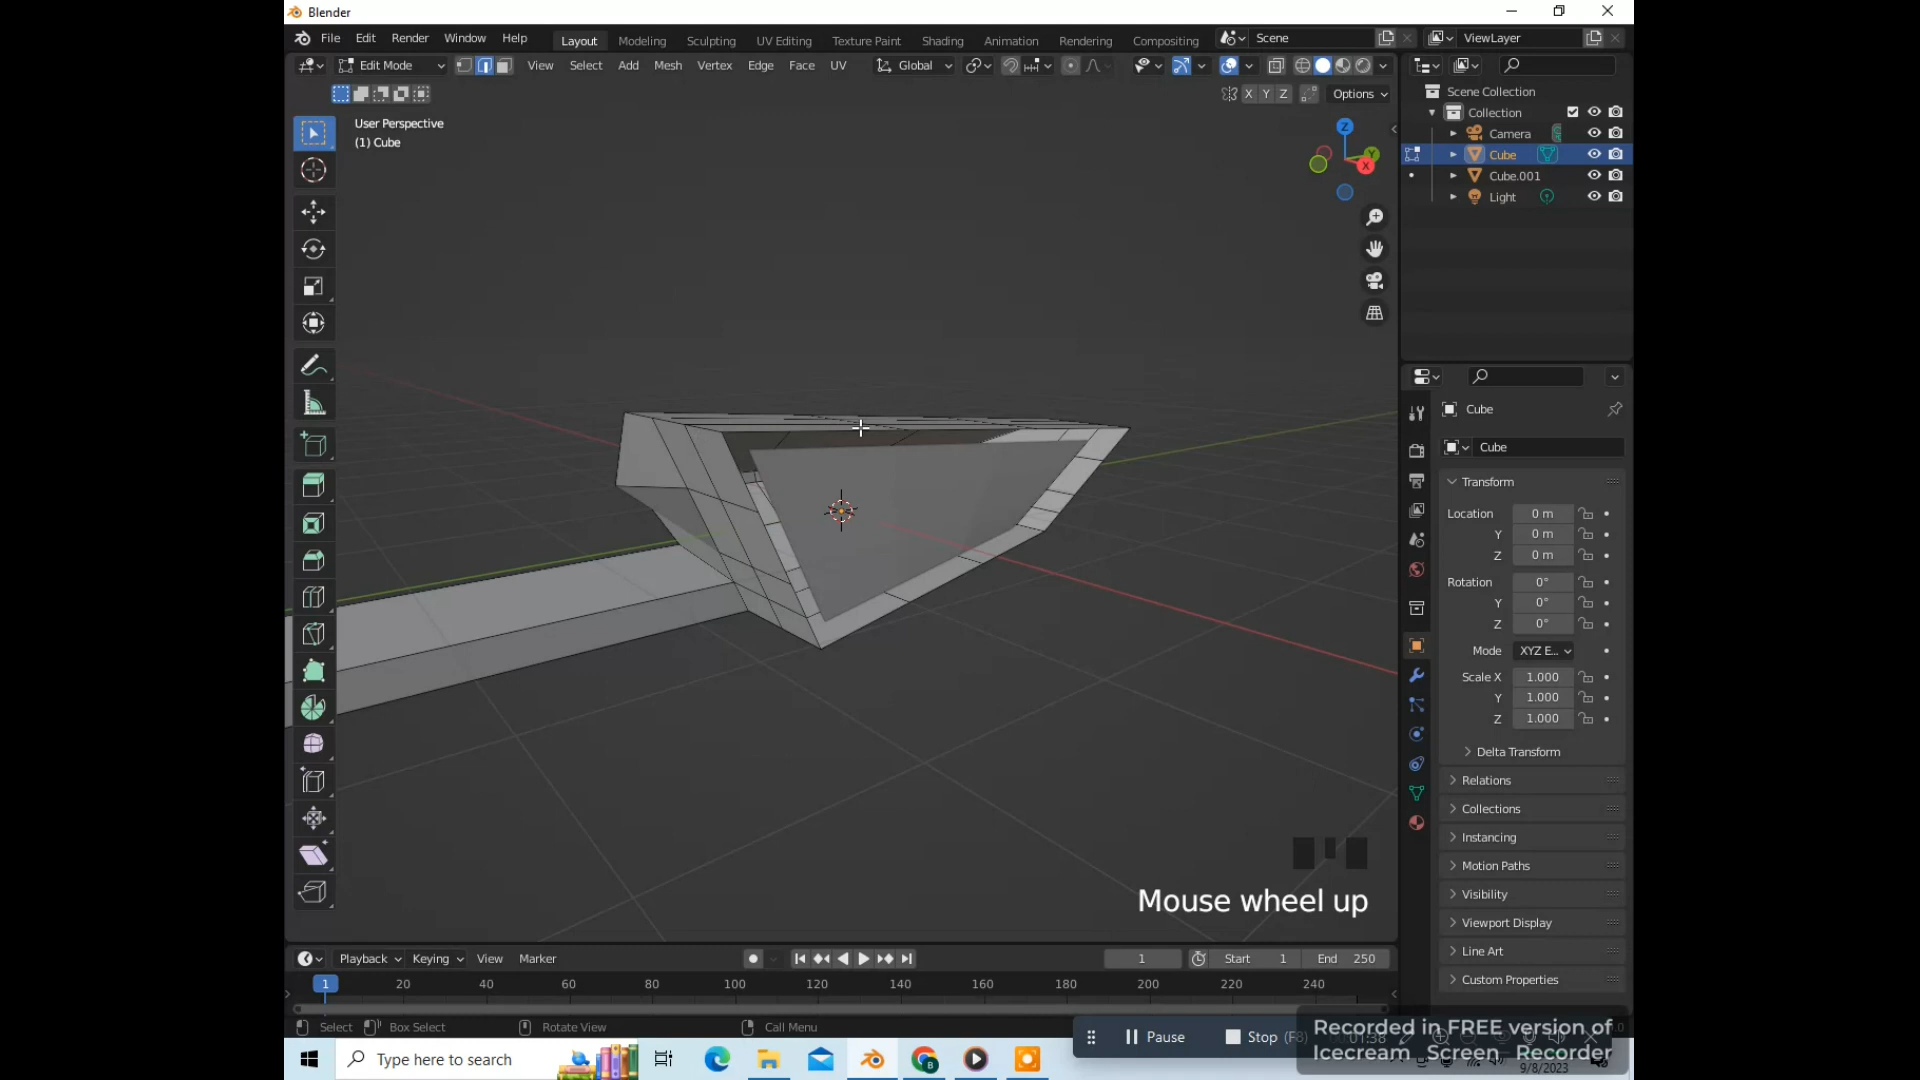 Blender
File Edit Render Window Help Layout Modeling Sculpting UV Editing Texture Paint Shading Animation Rendering Compositing Scene ViewLayer
Edit Mode View Select Add Mesh Vertex Edge Face UV Global
X Y Z Options
User Perspective
(1) Cube
Z
Y
X
Scene Collection
Collection
Camera
Cube
Cube.001
Light
Cube
Cube
Transform
Location 0 m
Y 0 m
Z 0 m
Rotation 0°
Y 0°
Z 0°
Mode XYZ E...
Scale X 1.000
Y 1.000
Z 1.000
Delta Transform
Relations
Collections
Instancing
Motion Paths
Visibility
Viewport Display
Line Art
Custom Properties
Mouse wheel up
Playback Keying View Marker 1 Start 1 End 250
1 20 40 60 80 100 120 140 160 180 200 220 240
Select Box Select Rotate View Call Menu
Pause Stop (F8) 01:38
Recorded in FREE version of
Icecream Screen Recorder
Type here to search
9/8/2023